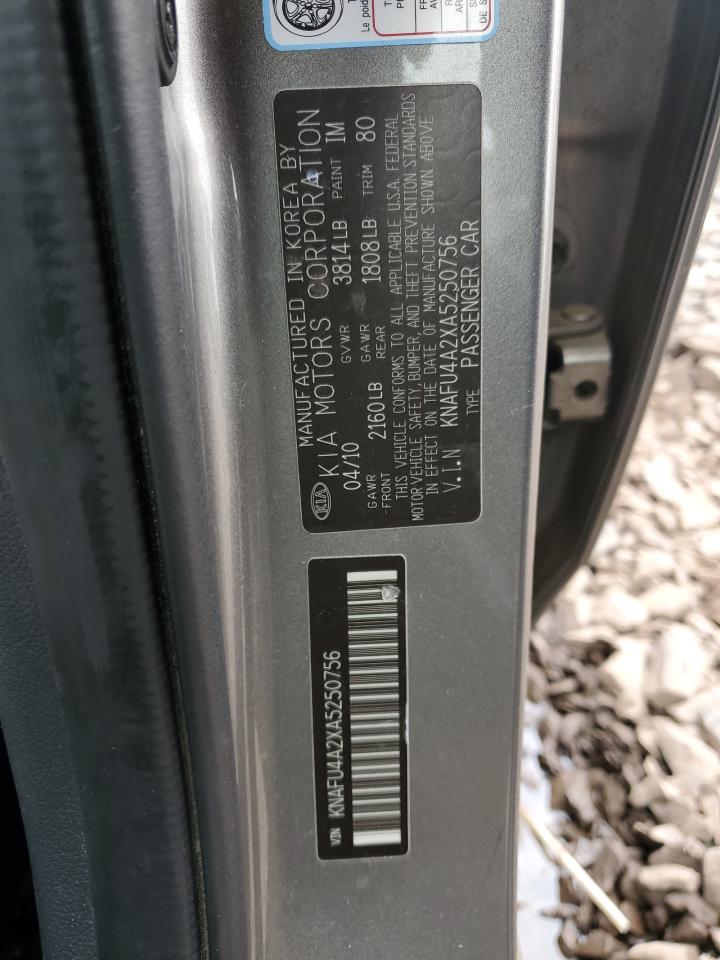 MANUFACTURED IN KOREA BY
KIA KIA MOTORS CORPORATION
04/10 GVWR 3814LB PAINT IM
GAWR FRONT 2160LB GAWR REAR 1808LB TRIM 80
THIS VEHICLE CONFORMS TO ALL APPLICABLE U.S.A. FEDERAL
MOTOR VEHICLE SAFETY, BUMPER, AND THEFT PREVENTION STANDARDS
IN EFFECT ON THE DATE OF MANUFACTURE SHOWN ABOVE.
V.I.N KNAFU4A2XA5250756
TYPE PASSENGER CAR
VIN KNAFU4A2XA5250756
Le poid